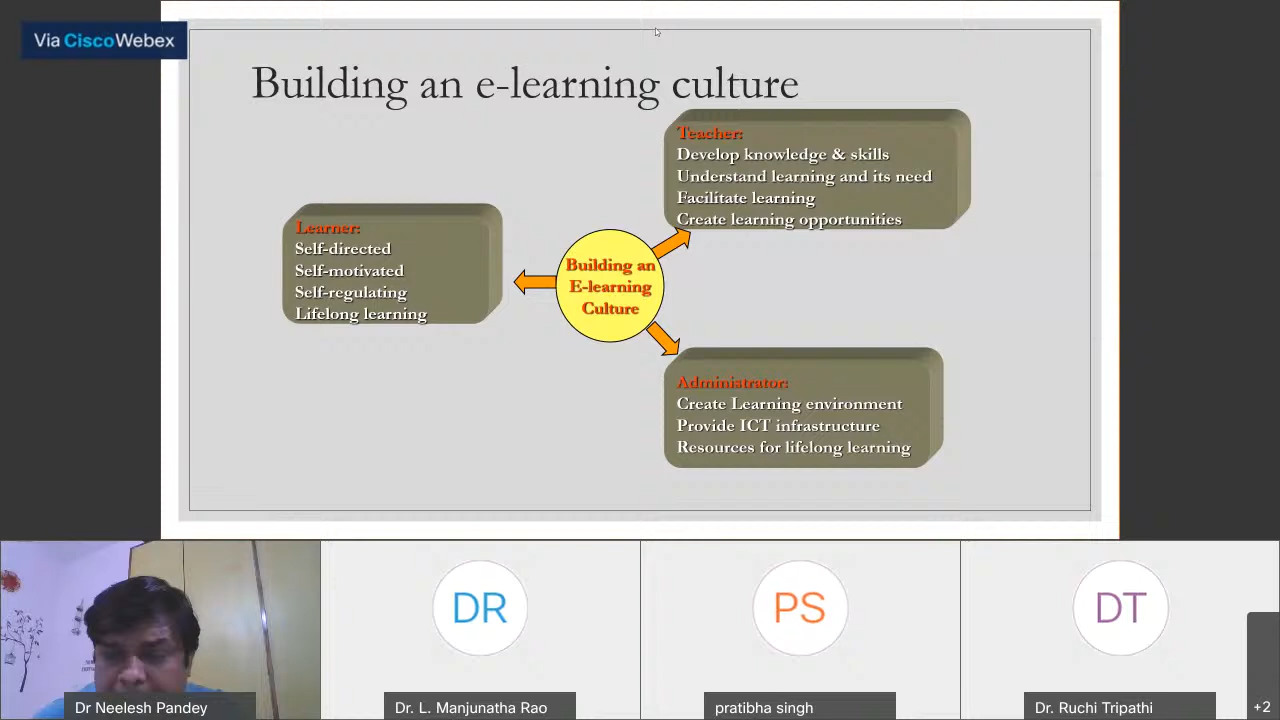 Via CiscoWebex
Building an e-learning culture
Teacher:
Develop knowledge & skills
Understand learning and its need
Facilitate learning
Create learning opportunities
Learner:
Self-directed
Self-motivated
Self-regulating
Lifelong learning
Building an
E-learning
Culture
Administrator:
Create Learning environment
Provide ICT infrastructure
Resources for lifelong learning
DR
PS
DT
Dr Neelesh Pandey
Dr. L. Manjunatha Rao
pratibha singh
Dr. Ruchi Tripathi
+2